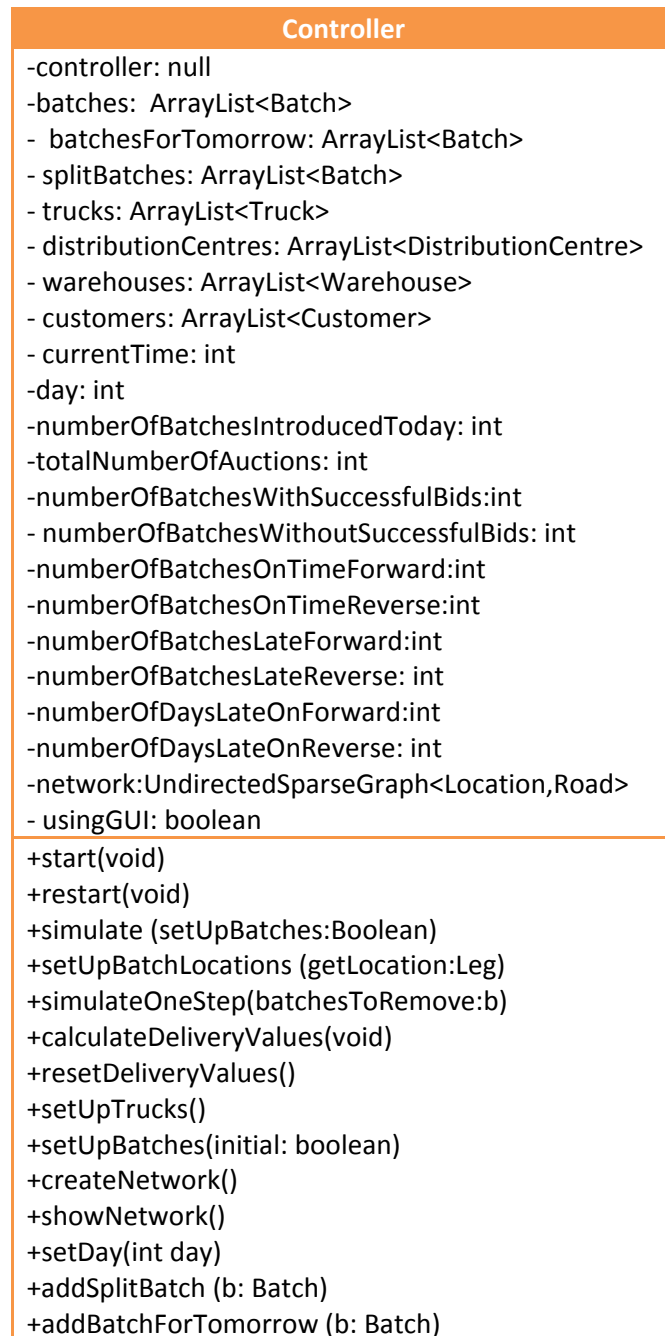 Controller
-controller: null
-batches:  ArrayList<Batch>
-  batchesForTomorrow: ArrayList<Batch>
- splitBatches: ArrayList<Batch>
- trucks: ArrayList<Truck>
- distributionCentres: ArrayList<DistributionCentre>
- warehouses: ArrayList<Warehouse>
- customers: ArrayList<Customer>
- currentTime: int
-day: int
-numberOfBatchesIntroducedToday: int
-totalNumberOfAuctions: int
-numberOfBatchesWithSuccessfulBids:int
- numberOfBatchesWithoutSuccessfulBids: int
-numberOfBatchesOnTimeForward:int
-numberOfBatchesOnTimeReverse:int
-numberOfBatchesLateForward:int
-numberOfBatchesLateReverse: int
-numberOfDaysLateOnForward:int
-numberOfDaysLateOnReverse: int
-network:UndirectedSparseGraph<Location,Road>
- usingGUI: boolean
+start(void)
+restart(void)
+simulate (setUpBatches:Boolean)
+setUpBatchLocations (getLocation:Leg)
+simulateOneStep(batchesToRemove:b)
+calculateDeliveryValues(void)
+resetDeliveryValues()
+setUpTrucks()
+setUpBatches(initial: boolean)
+createNetwork()
+showNetwork()
+setDay(int day)
+addSplitBatch (b: Batch)
+addBatchForTomorrow (b: Batch)